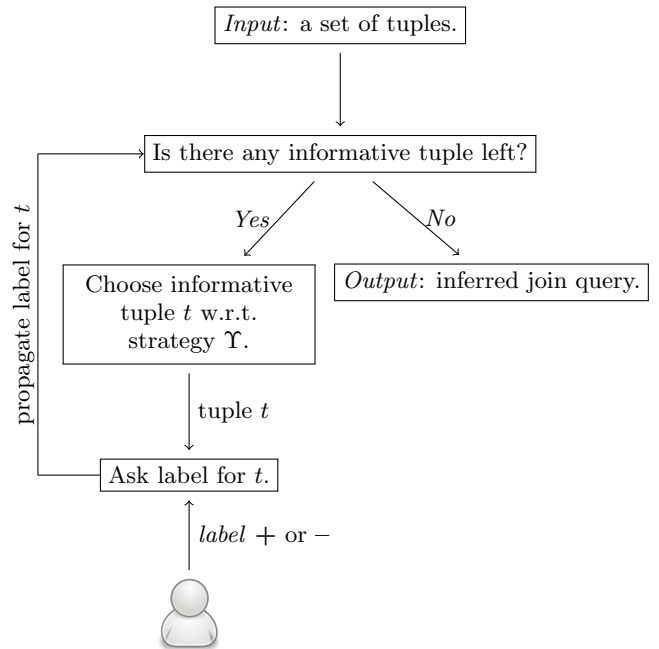 Input: a set of tuples.
Is there any informative tuple left?
Yes
No
Choose informative
tuple t w.r.t.
strategy ϒ.
Output: inferred join query.
propagate label for t
tuple t
Ask label for t.
label + or −